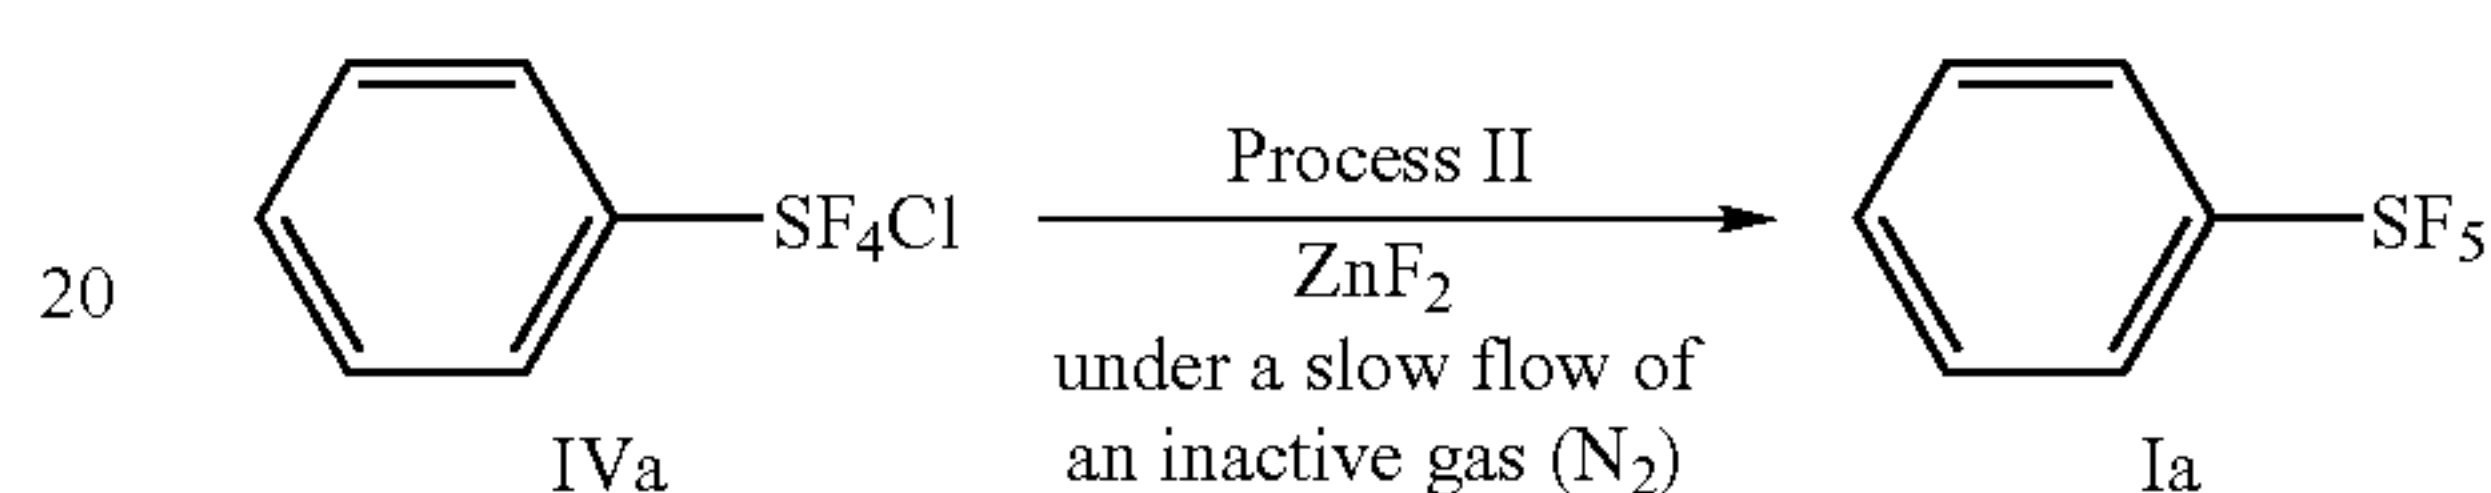 Process II
SF₄Cl
SF₅
ZnF₂
20
under a slow flow of
an inactive gas (N₂)
IVa
Ia